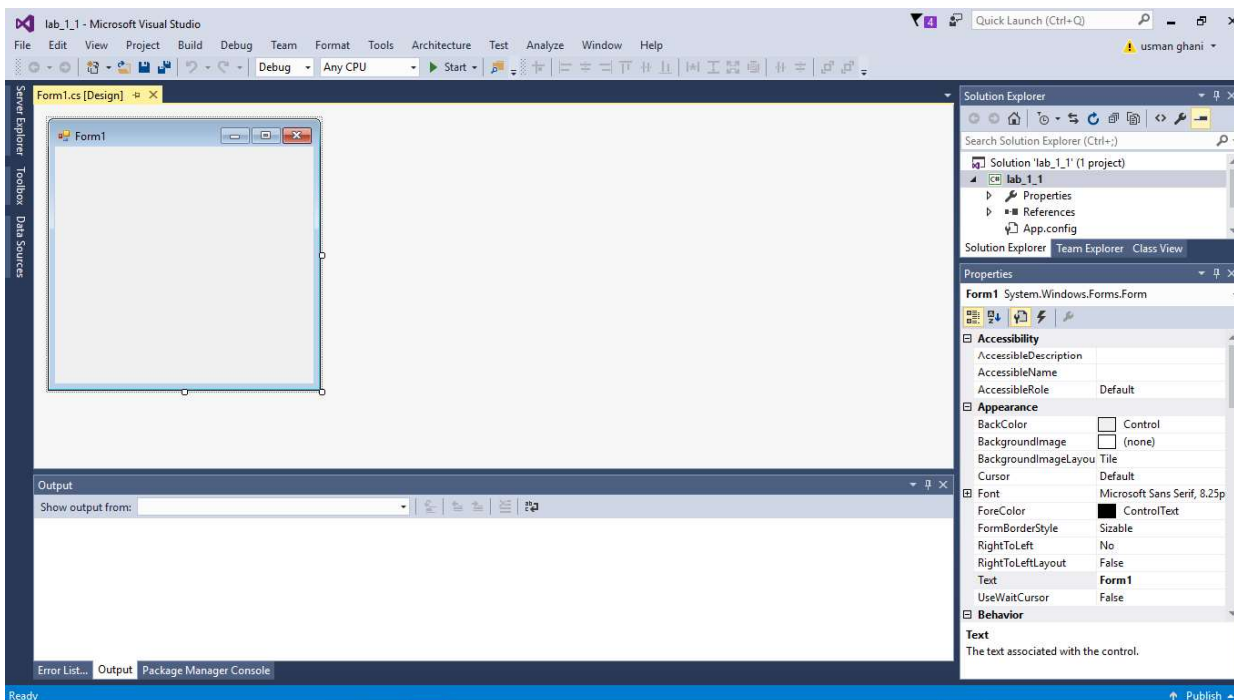 lab_1_1 - Microsoft Visual Studio
4
Quick Launch (Ctrl+Q)
File Edit View Project Build Debug Team Format Tools Architecture Test Analyze Window Help
usman ghani
Debug Any CPU Start
Server Explorer
Toolbox
Data Sources
Form1.cs [Design]
Form1
Solution Explorer
Search Solution Explorer (Ctrl+;)
Solution 'lab_1_1' (1 project)
C# lab_1_1
Properties
References
App.config
Solution Explorer Team Explorer Class View
Properties
Form1 System.Windows.Forms.Form
Accessibility
AccessibleDescription
AccessibleName
AccessibleRole Default
Appearance
BackColor Control
BackgroundImage (none)
BackgroundImageLayou Tile
Cursor Default
Font Microsoft Sans Serif, 8.25p
ForeColor ControlText
FormBorderStyle Sizable
RightToLeft No
RightToLeftLayout False
Text Form1
UseWaitCursor False
Behavior
Text
The text associated with the control.
Output
Show output from:
Error List... Output Package Manager Console
Ready
Publish